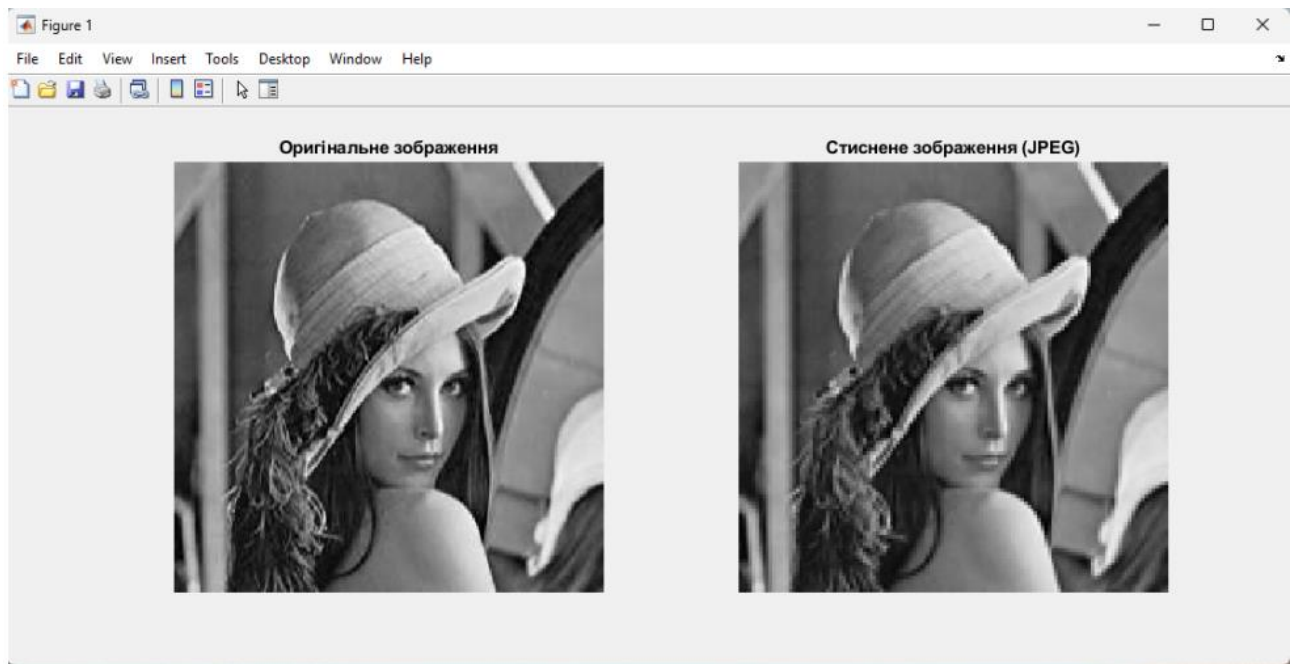 Figure 1
File Edit View Insert Tools Desktop Window Help
Оригінальне зображення
Стиснене зображення (JPEG)